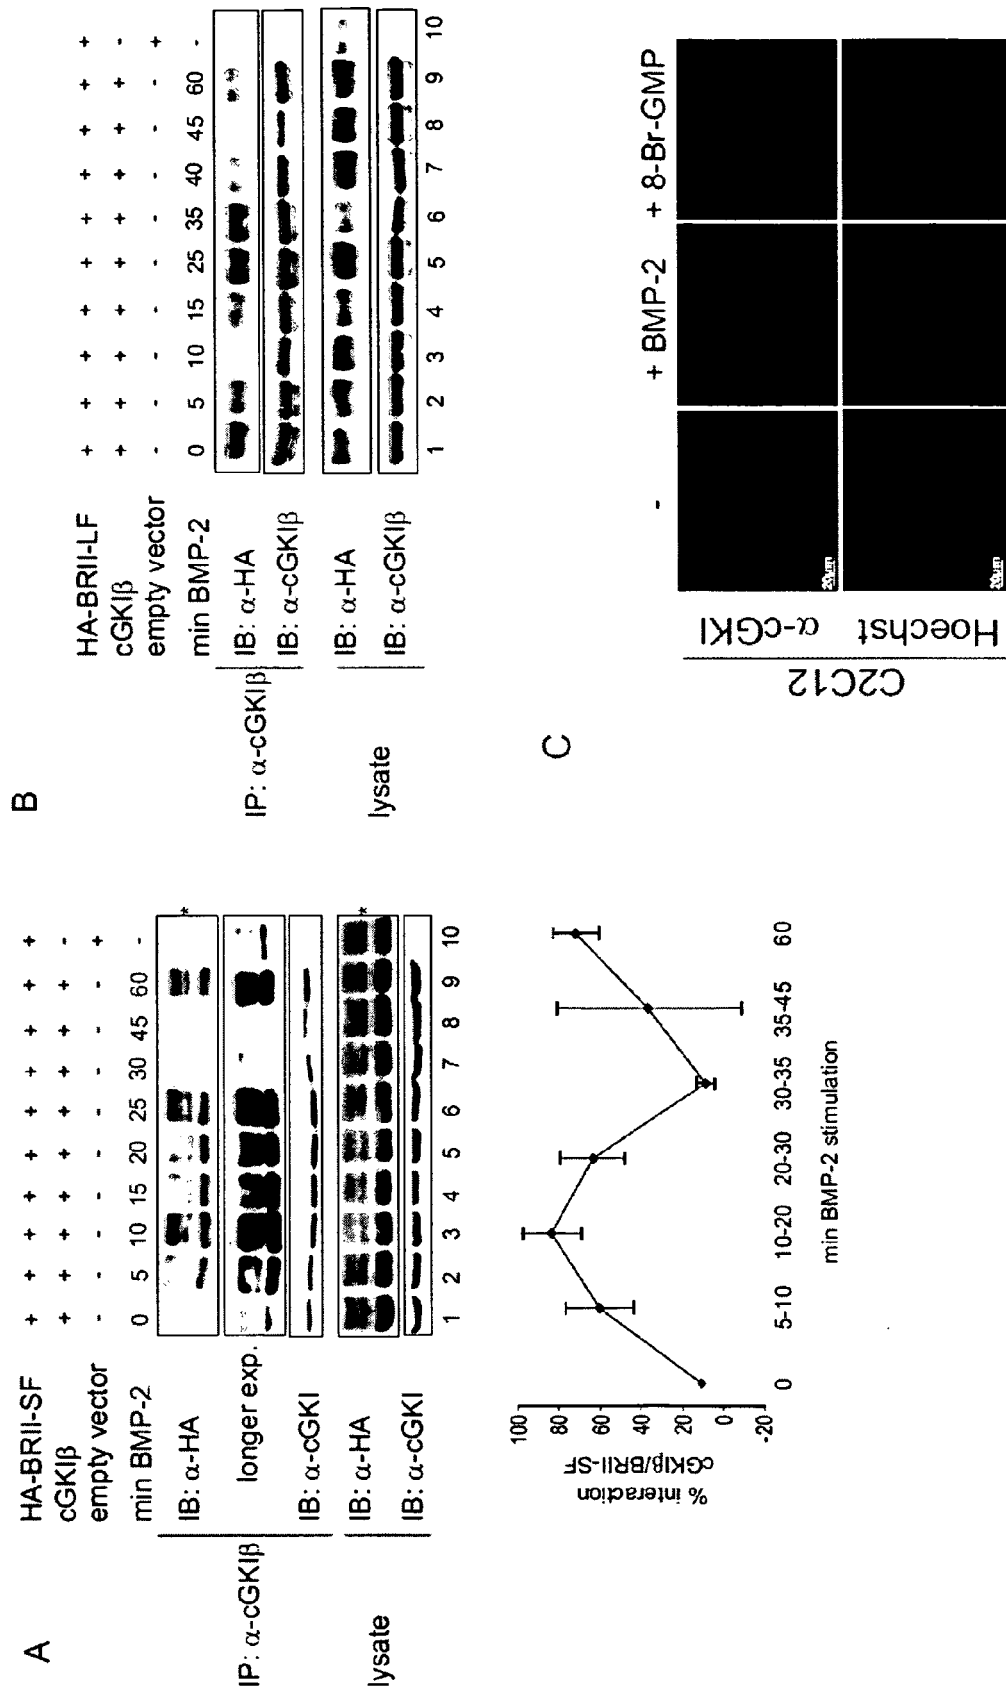 A
HA-BRII-SF + + + + + + + + + +
cGKIβ + + + + + + + + + -
empty vector - - - - - - - - - +
min BMP-2 0 5 10 15 20 25 30 45 60 -
IP: α-cGKIβ
IB: α-HA *
longer exp.
IB: α-cGKI
lysate
IB: α-HA *
IB: α-cGKI
1 2 3 4 5 6 7 8 9 10
% interaction
cGKIβ/BRII-SF
100
80
60
40
20
0
-20
0 5-10 10-20 20-30 30-35 35-45 60
min BMP-2 stimulation
B
HA-BRII-LF + + + + + + + + + +
cGKIβ + + + + + + + + + -
empty vector - - - - - - - - - +
min BMP-2 0 5 10 15 25 35 40 45 60 -
IP: α-cGKIβ
IB: α-HA
IB: α-cGKIβ
lysate
IB: α-HA
IB: α-cGKIβ
1 2 3 4 5 6 7 8 9 10
C
- + BMP-2 + 8-Br-GMP
C2C12
α-cGKI
Hoechst
20µm
20µm